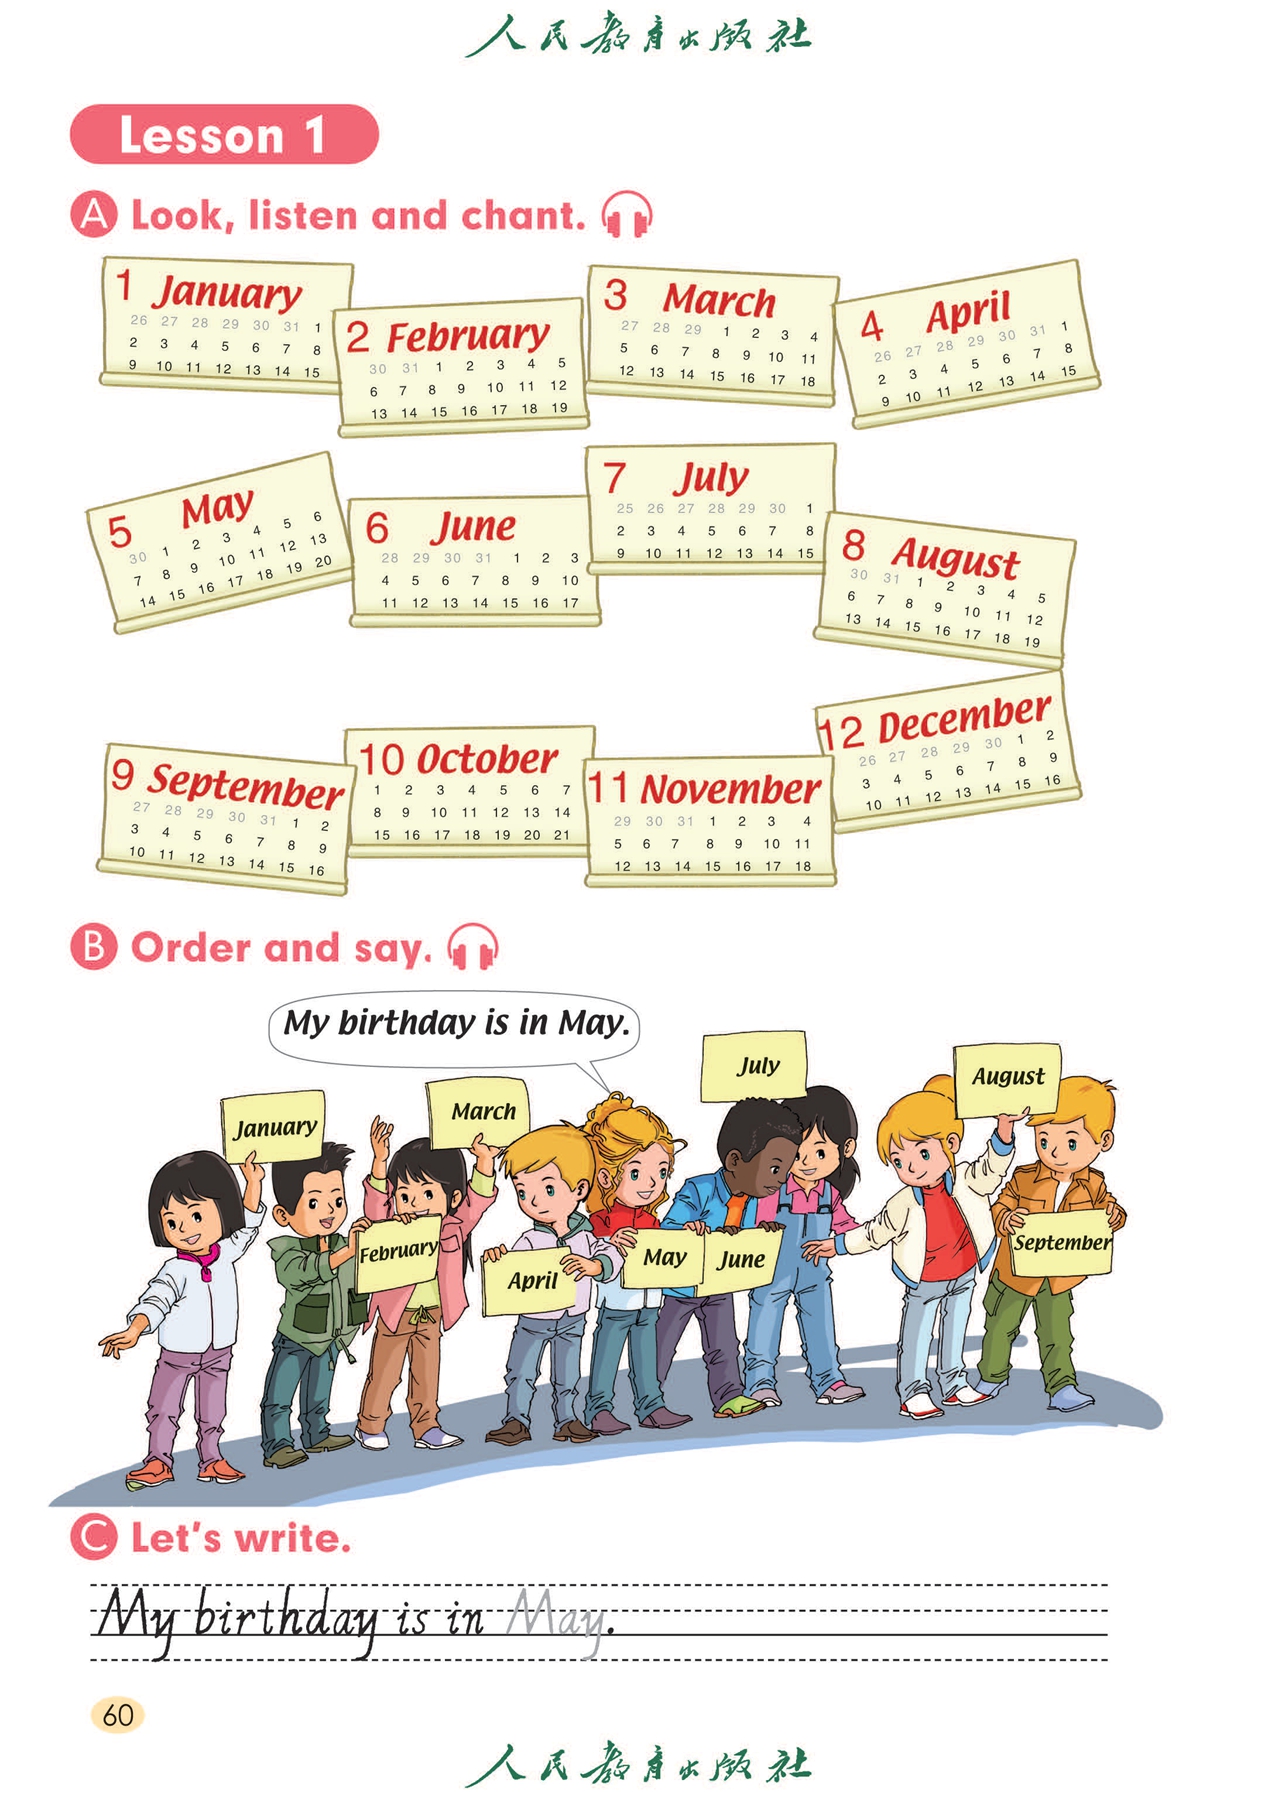 人民教育出版社
Lesson 1
A Look, listen and chant.
1 January
26 27 28 29 30 31 1
2 3 4 5 6 7 8
9 10 11 12 13 14 15
2 February
30 31 1 2 3 4 5
6 7 8 9 10 11 12
13 14 15 16 17 18 19
3 March
27 28 29 1 2 3 4
5 6 7 8 9 10 11
12 13 14 15 16 17 18
4 April
26 27 28 29 30 31 1
2 3 4 5 6 7 8
9 10 11 12 13 14 15
5 May
30 1 2 3 4 5 6
7 8 9 10 11 12 13
14 15 16 17 18 19 20
6 June
28 29 30 31 1 2 3
4 5 6 7 8 9 10
11 12 13 14 15 16 17
7 July
25 26 27 28 29 30 1
2 3 4 5 6 7 8
9 10 11 12 13 14 15
8 August
30 31 1 2 3 4 5
6 7 8 9 10 11 12
13 14 15 16 17 18 19
9 September
27 28 29 30 31 1 2
3 4 5 6 7 8 9
10 11 12 13 14 15 16
10 October
1 2 3 4 5 6 7
8 9 10 11 12 13 14
15 16 17 18 19 20 21
11 November
29 30 31 1 2 3 4
5 6 7 8 9 10 11
12 13 14 15 16 17 18
12 December
26 27 28 29 30 1 2
3 4 5 6 7 8 9
10 11 12 13 14 15 16
B Order and say.
My birthday is in May.
January
February
March
April
May
June
July
August
September
C Let's write.
My birthday is in May.
60
人民教育出版社